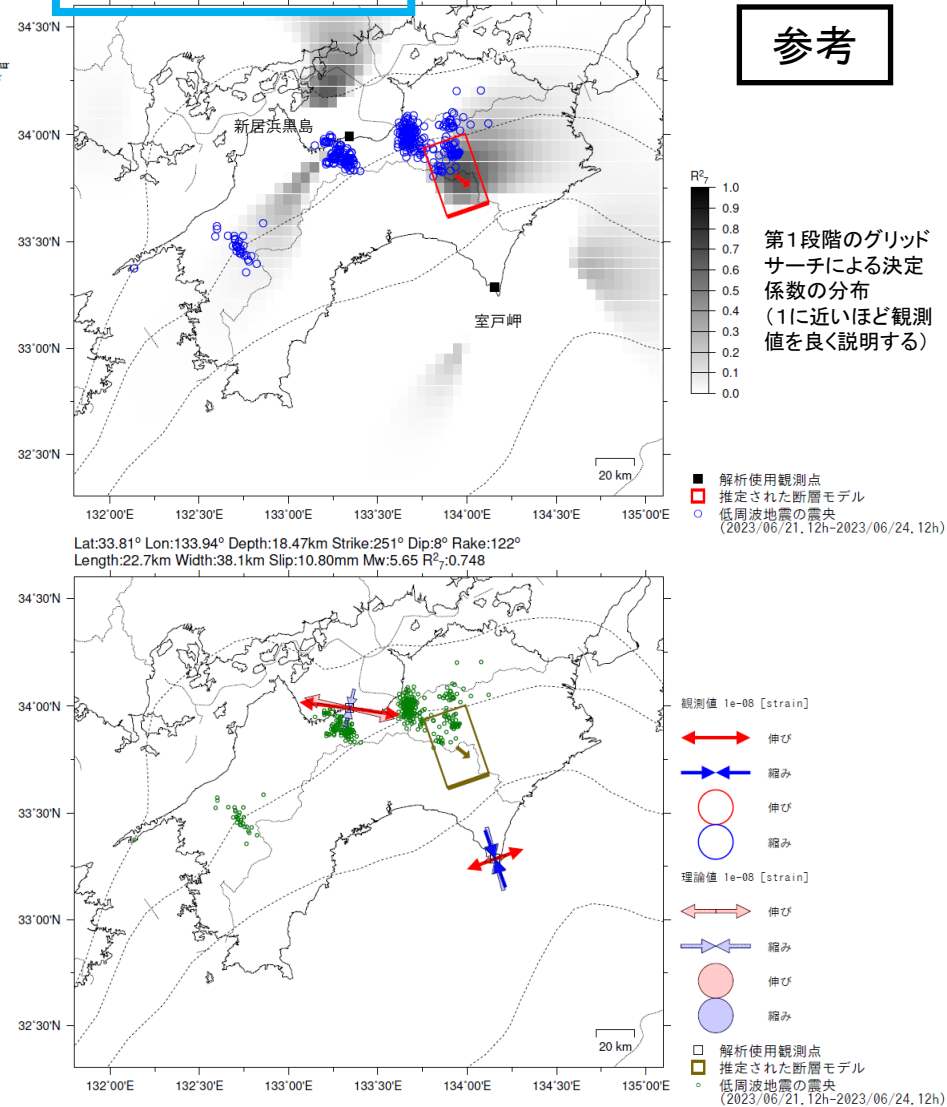 参考
34°30'N
34°00'N
33°30'N
33°00'N
32°30'N
新居浜黒島
室戸岬
20 km
132°00'E 132°30'E 133°00'E 133°30'E 134°00'E 134°30'E 135°00'E
R²₇
1.0
0.9
0.8
0.7
0.6
0.5
0.4
0.3
0.2
0.1
0.0
第１段階のグリッド
サーチによる決定
係数の分布
(１に近いほど観測
値を良く説明する)
解析使用観測点
推定された断層モデル
低周波地震の震央
(2023/06/21.12h-2023/06/24.12h)
Lat:33.81° Lon:133.94° Depth:18.47km Strike:251° Dip:8° Rake:122°
Length:22.7km Width:38.1km Slip:10.80mm Mw:5.65 R²₇:0.748
34°30'N
34°00'N
33°30'N
33°00'N
32°30'N
20 km
132°00'E 132°30'E 133°00'E 133°30'E 134°00'E 134°30'E 135°00'E
観測値 1e-08 [strain]
伸び
縮み
伸び
縮み
理論値 1e-08 [strain]
伸び
縮み
伸び
縮み
解析使用観測点
推定された断層モデル
低周波地震の震央
(2023/06/21.12h-2023/06/24.12h)